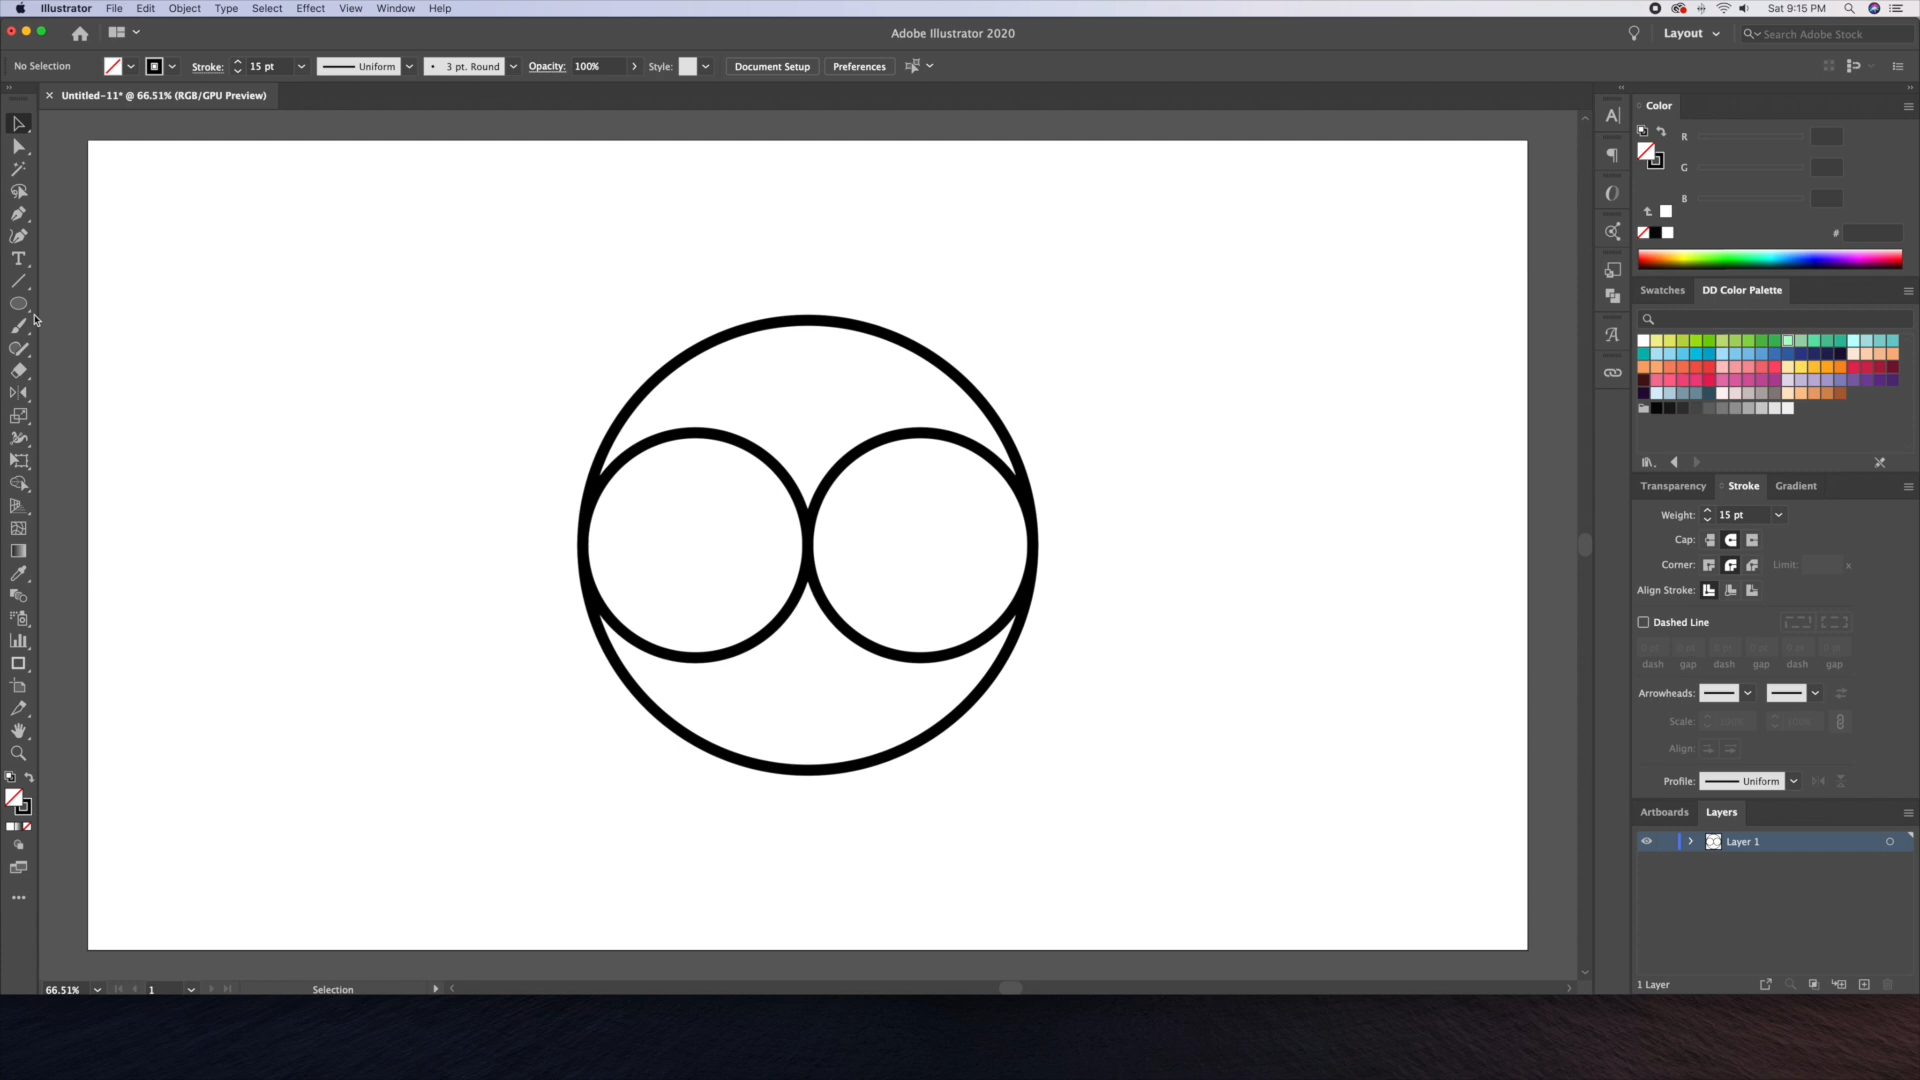 Illustrator File Edit Object Type Select Effect View Window Help Sat 9:15 PM
Adobe Illustrator 2020 Layout Search Adobe Stock
No Selection Stroke: 15 pt Uniform 3 pt. Round Opacity: 100% Style: Document Setup Preferences
× Untitled-11* @ 66.51% (RGB/GPU Preview)
Color
R
G
B
#
Swatches DD Color Palette
Transparency Stroke Gradient
Weight: 15 pt
Cap:
Corner: Limit: x
Align Stroke:
Dashed Line
dash gap dash gap dash gap
Arrowheads:
Scale: 100% 100%
Align:
Profile: Uniform
Artboards Layers
Layer 1
1 Layer
66.51% 1 Selection